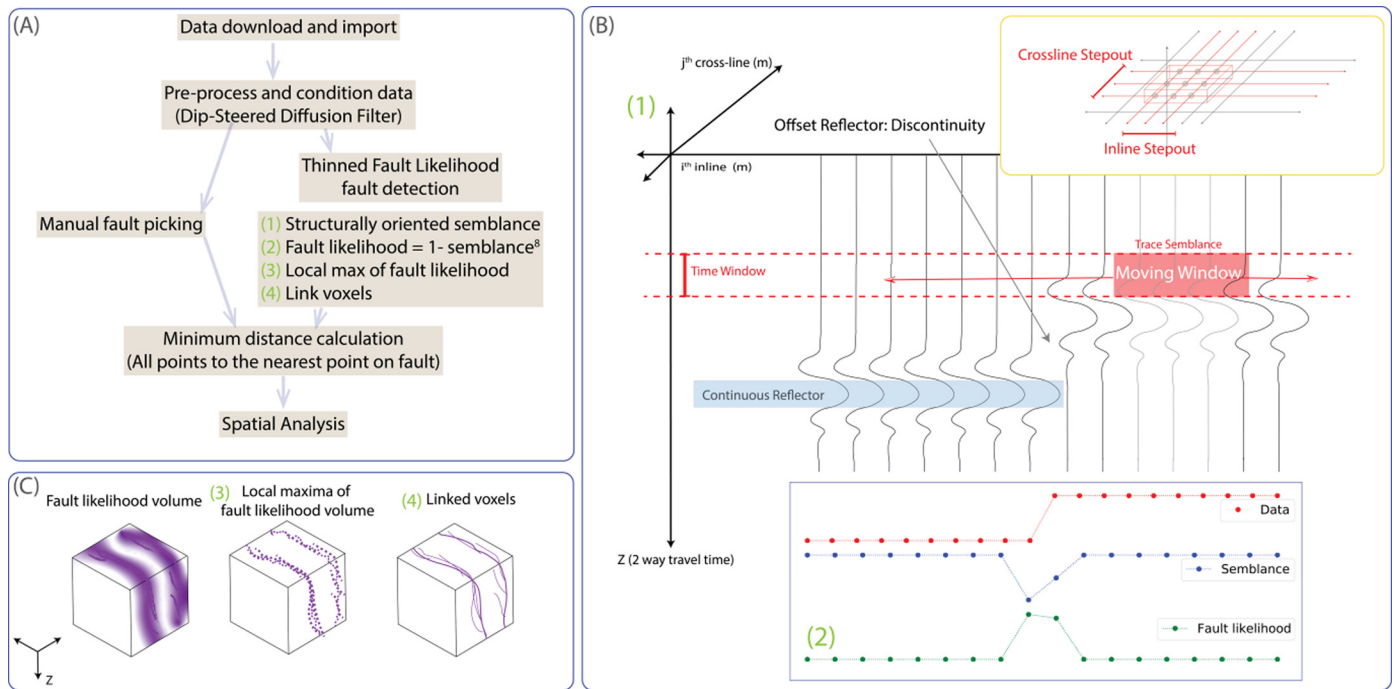 (A)
Data download and import
Pre-process and condition data
(Dip-Steered Diffusion Filter)
Thinned Fault Likelihood
fault detection
Manual fault picking
(1) Structurally oriented semblance
(2) Fault likelihood = 1- semblance⁸
(3) Local max of fault likelihood
(4) Link voxels
Minimum distance calculation
(All points to the nearest point on fault)
Spatial Analysis
(B)
(1)
jᵗʰ cross-line (m)
iᵗʰ inline (m)
Offset Reflector: Discontinuity
Crossline Stepout
Inline Stepout
Time Window
Trace Semblance
Moving Window
Continuous Reflector
Z (2 way travel time)
Data
Semblance
Fault likelihood
(2)
(C)
Fault likelihood volume
(3) Local maxima of
fault likelihood volume
(4) Linked voxels
Z